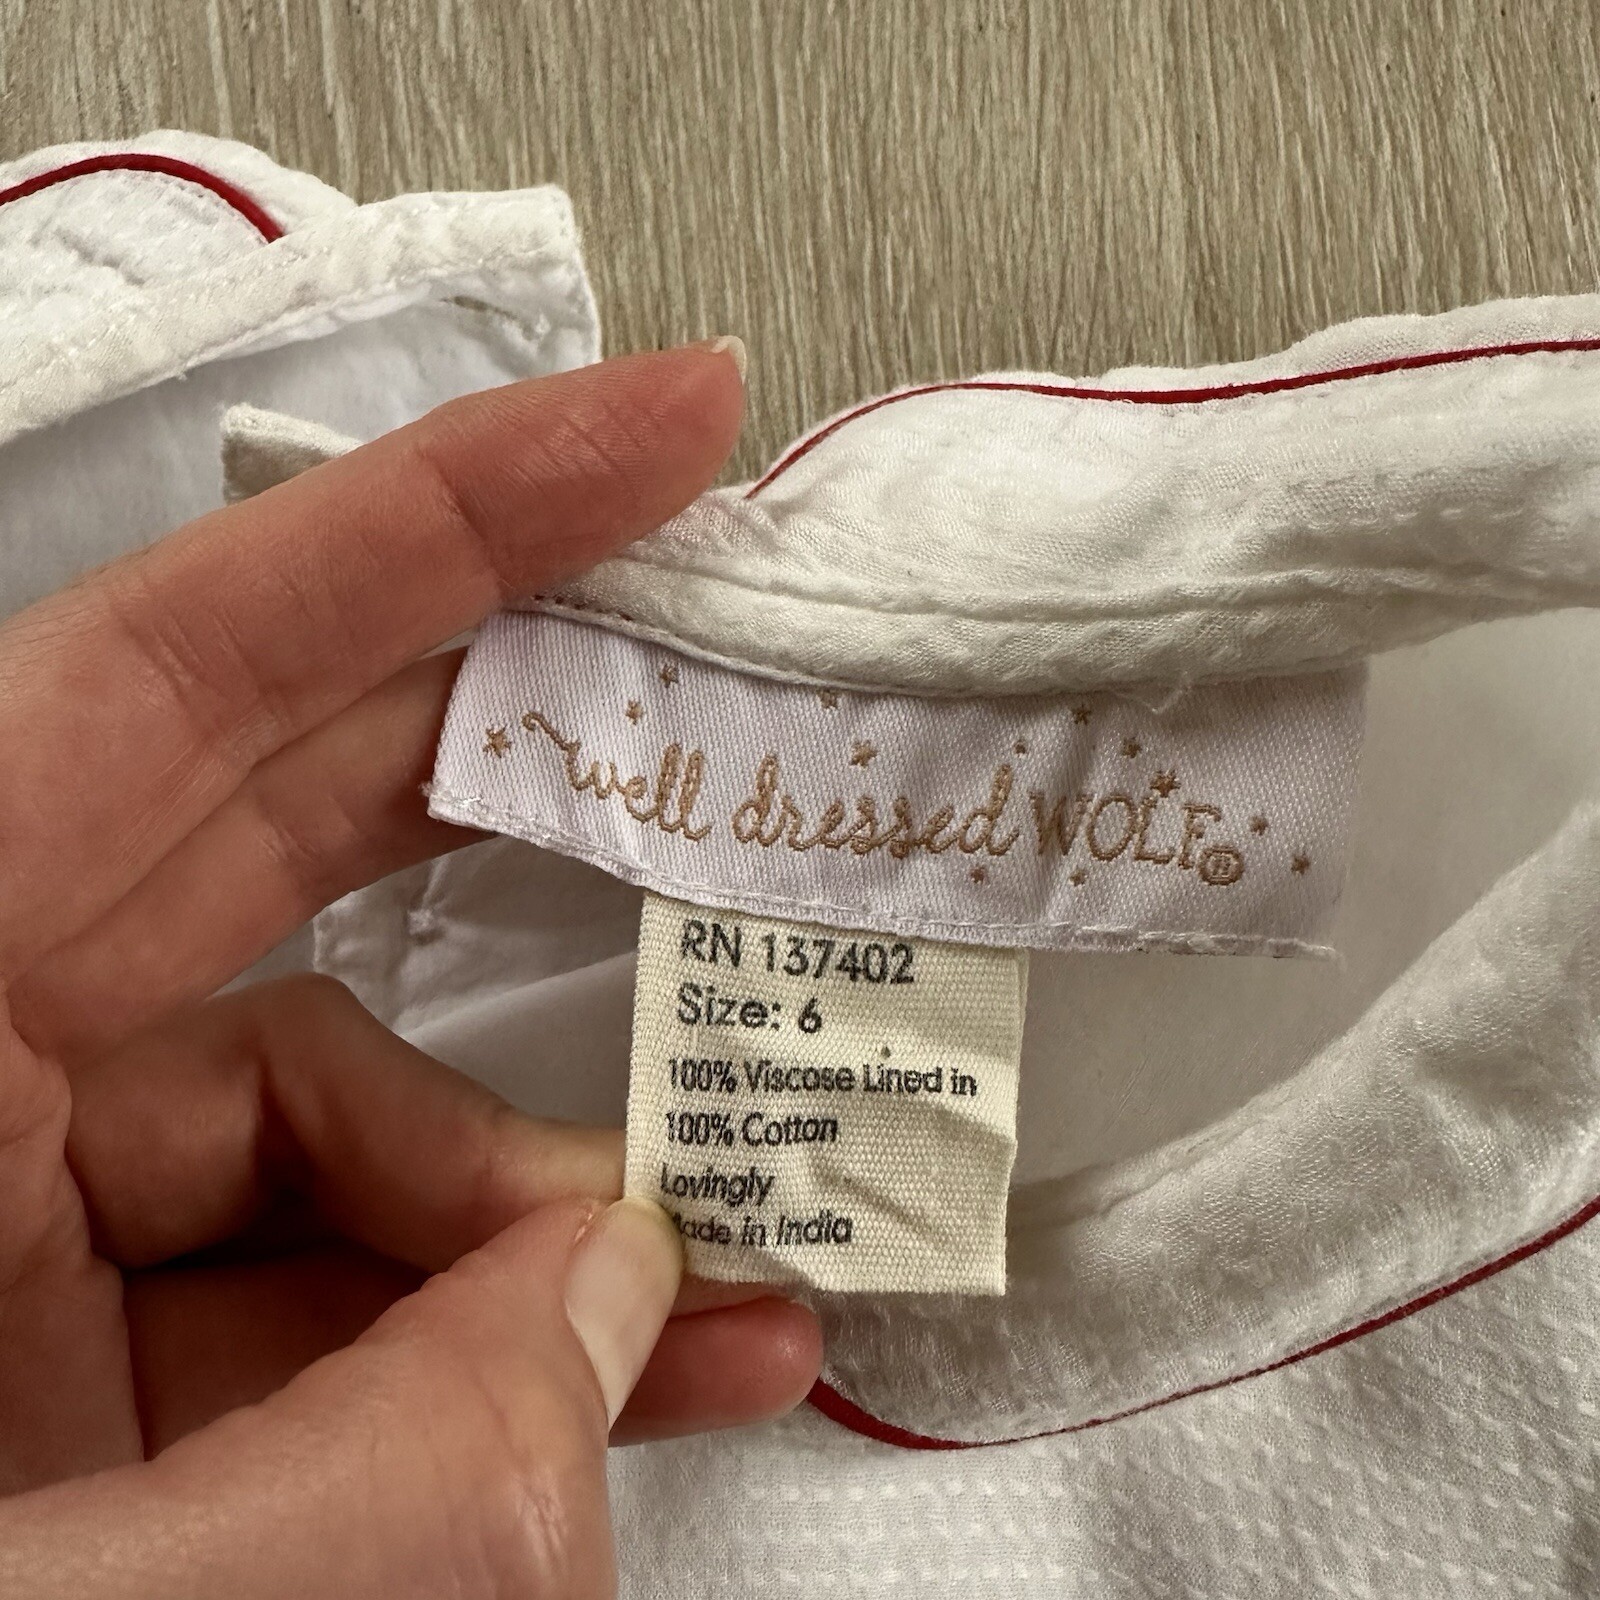 well dressed WOLF®
RN 137402
Size: 6
100% Viscose Lined in
100% Cotton
Lovingly
Made in India